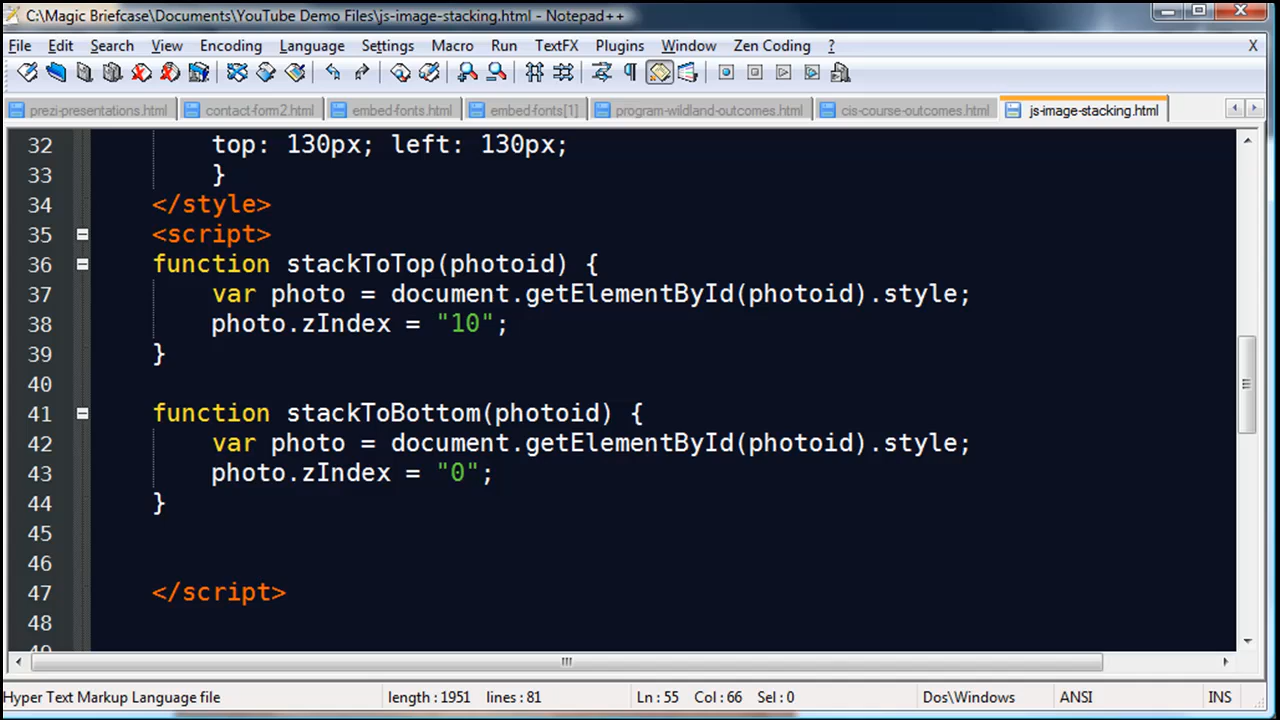 C:\Magic Briefcase\Documents\YouTube Demo Files\js-image-stacking.html - Notepad++
File Edit Search View Encoding Language Settings Macro Run TextFX Plugins Window Zen Coding ? X
prezi-presentations.html contact-form2.html embed-fonts.html embed-fonts[1] program-wildland-outcomes.html cis-course-outcomes.html js-image-stacking.html
32 top: 130px; left: 130px;
33 }
34 </style>
35 <script>
36 function stackToTop(photoid) {
37 var photo = document.getElementById(photoid).style;
38 photo.zIndex = "10";
39 }
40
41 function stackToBottom(photoid) {
42 var photo = document.getElementById(photoid).style;
43 photo.zIndex = "0";
44 }
45
46
47 </script>
48
Hyper Text Markup Language file length : 1951 lines : 81 Ln : 55 Col : 66 Sel : 0 Dos\Windows ANSI INS